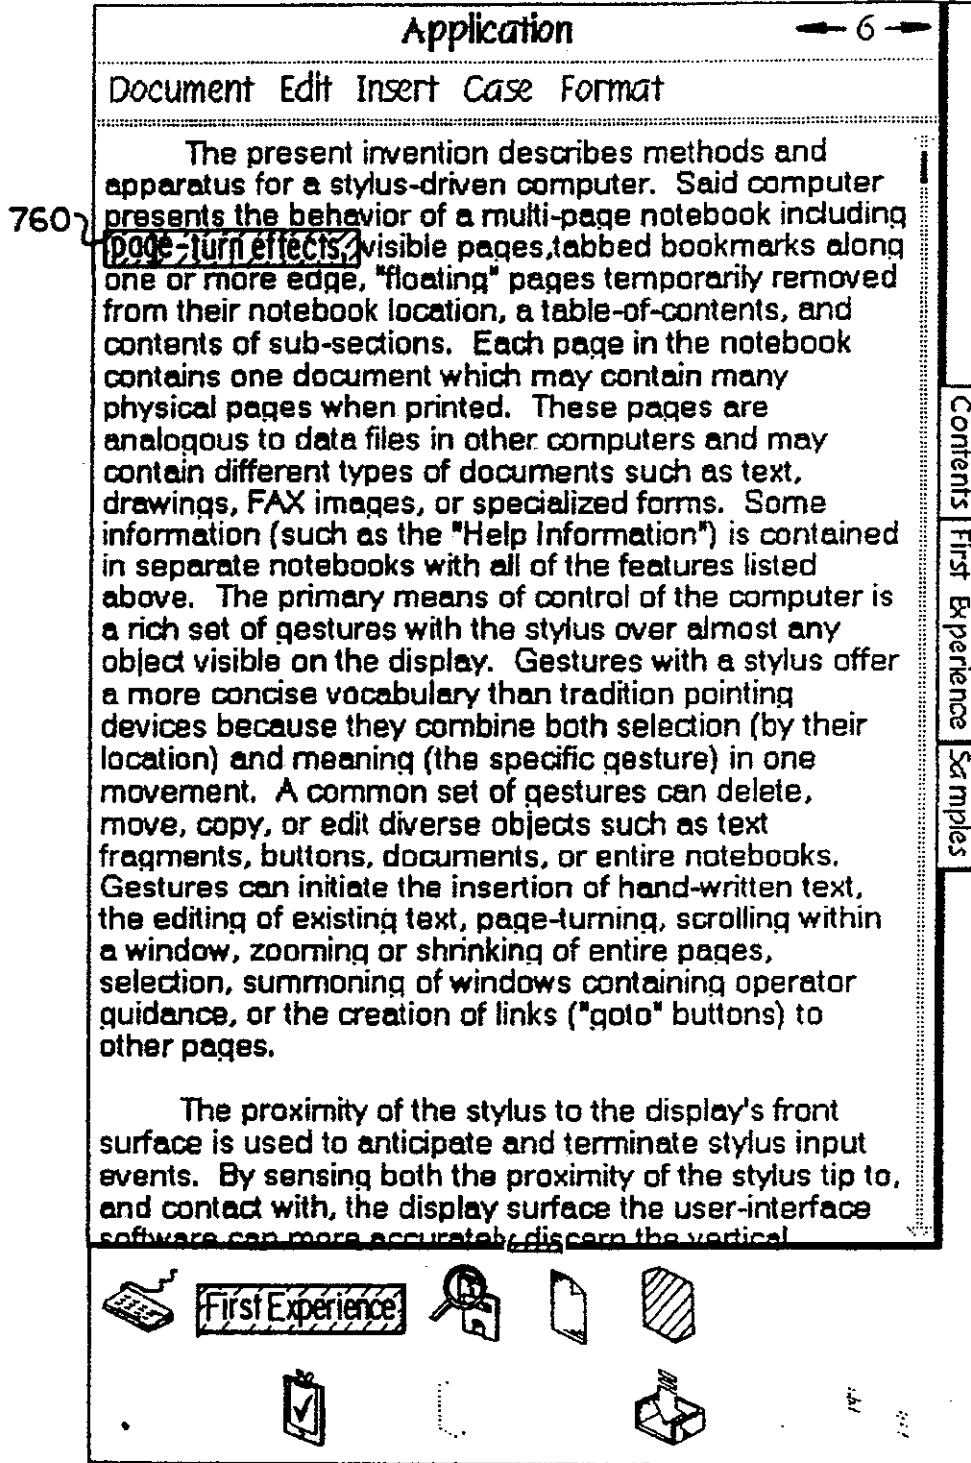 Application 6
Document Edit Insert Case Format
The present invention describes methods and
apparatus for a stylus-driven computer. Said computer
760 presents the behavior of a multi-page notebook including
page-turn effects, visible pages,tabbed bookmarks along
one or more edge, "floating" pages temporarily removed
from their notebook location, a table-of-contents, and
contents of sub-sections. Each page in the notebook
contains one document which may contain many
physical pages when printed. These pages are
analogous to data files in other computers and may
contain different types of documents such as text,
drawings, FAX images, or specialized forms. Some
information (such as the "Help Information") is contained
in separate notebooks with all of the features listed
above. The primary means of control of the computer is
a rich set of gestures with the stylus over almost any
object visible on the display. Gestures with a stylus offer
a more concise vocabulary than tradition pointing
devices because they combine both selection (by their
location) and meaning (the specific gesture) in one
movement. A common set of gestures can delete,
move, copy, or edit diverse objects such as text
fragments, buttons, documents, or entire notebooks.
Gestures can initiate the insertion of hand-written text,
the editing of existing text, page-turning, scrolling within
a window, zooming or shrinking of entire pages,
selection, summoning of windows containing operator
guidance, or the creation of links ("goto" buttons) to
other pages.
The proximity of the stylus to the display's front
surface is used to anticipate and terminate stylus input
events. By sensing both the proximity of the stylus tip to,
and contact with, the display surface the user-interface
software can more accurately discern the vertical
Contents
First Experience
Samples
First Experience